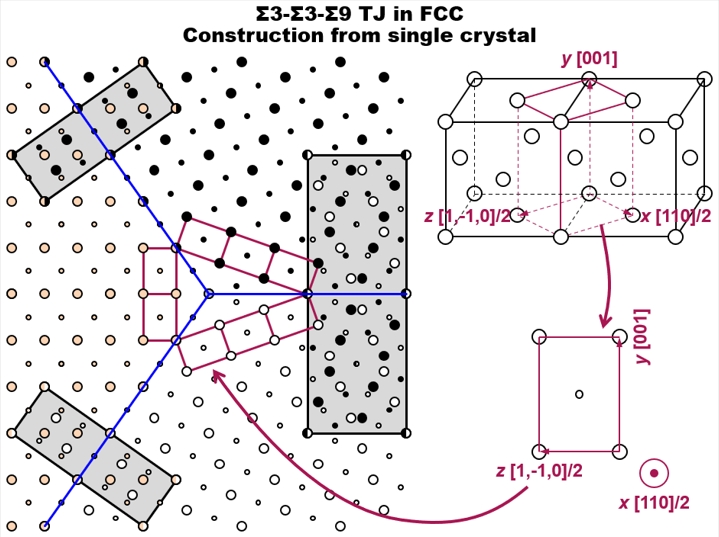 Σ3-Σ3-Σ9 TJ in FCC
Construction from single crystal
y [001]
z [1,-1,0]/2
x [110]/2
y [001]
z [1,-1,0]/2
x [110]/2